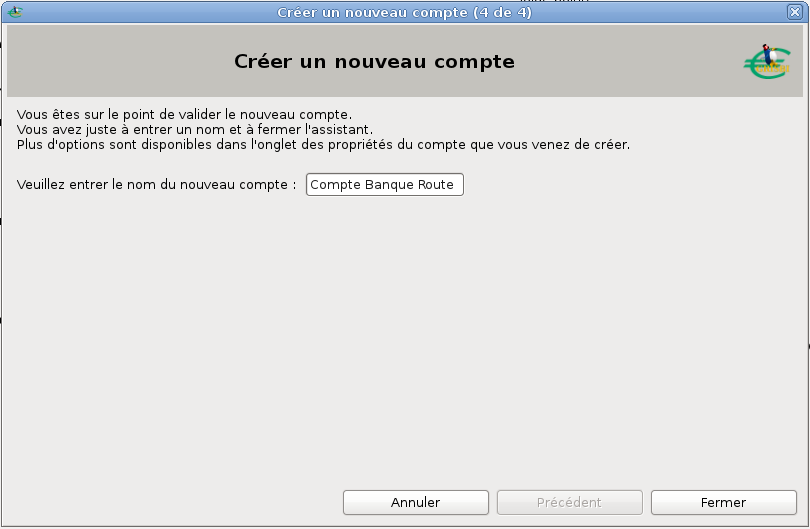 Créer un nouveau compte (4 de 4)
Créer un nouveau compte
Vous êtes sur le point de valider le nouveau compte.
Vous avez juste à entrer un nom et à fermer l'assistant.
Plus d'options sont disponibles dans l'onglet des propriétés du compte que vous venez de créer.
Veuillez entrer le nom du nouveau compte : Compte Banque Route
Annuler Précédent Fermer